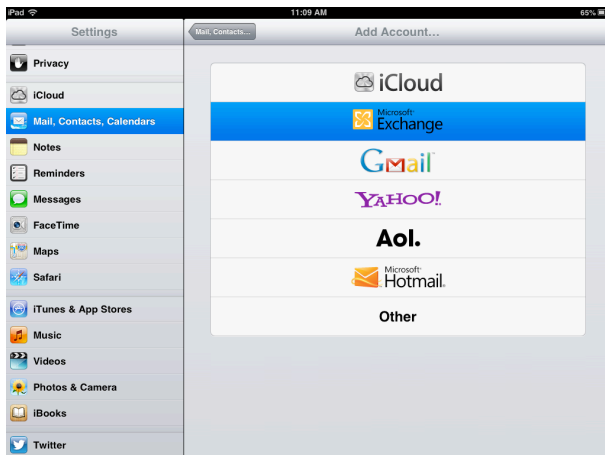 iPad 11:09 AM 65%
Settings
Mail, Contacts...
Add Account...
Privacy
iCloud
Mail, Contacts, Calendars
Notes
Reminders
Messages
FaceTime
Maps
Safari
iTunes & App Stores
Music
Videos
Photos & Camera
iBooks
Twitter
iCloud
Microsoft
Exchange
Gmail
YAHOO!
Aol.
Microsoft
Hotmail
Other